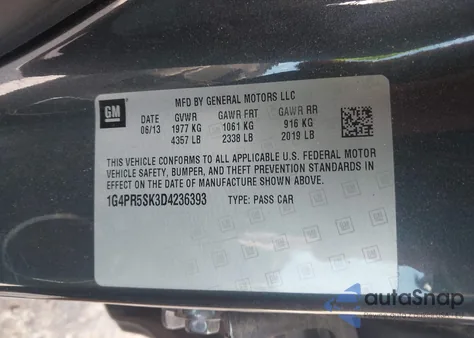 GM
MFD BY GENERAL MOTORS LLC
DATE GVWR GAWR FRT GAWR RR
06/13 1977 KG 1061 KG 916 KG
4357 LB 2338 LB 2019 LB
THIS VEHICLE CONFORMS TO ALL APPLICABLE U.S. FEDERAL MOTOR
VEHICLE SAFETY, BUMPER, AND THEFT PREVENTION STANDARDS IN
EFFECT ON THE DATE OF MANUFACTURE SHOWN ABOVE.
1G4PR5SK3D4236393 TYPE: PASS CAR
autoSnap
VEHICLE DATABASE